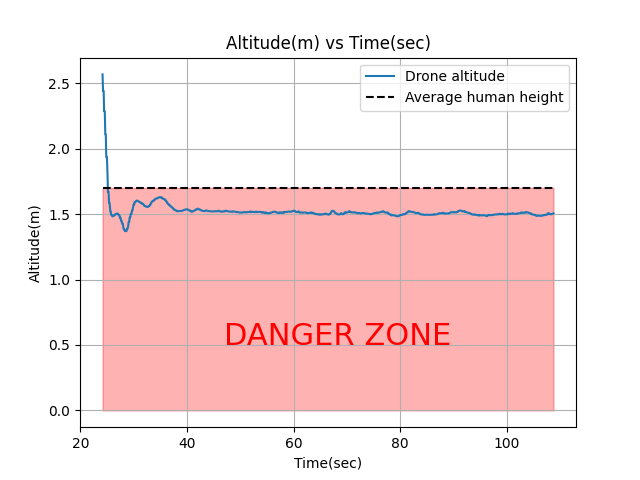 Altitude(m) vs Time(sec)
Drone altitude
Average human height
2.5
2.0
1.5
1.0
0.5
0.0
Altitude(m)
DANGER ZONE
20 40 60 80 100
Time(sec)